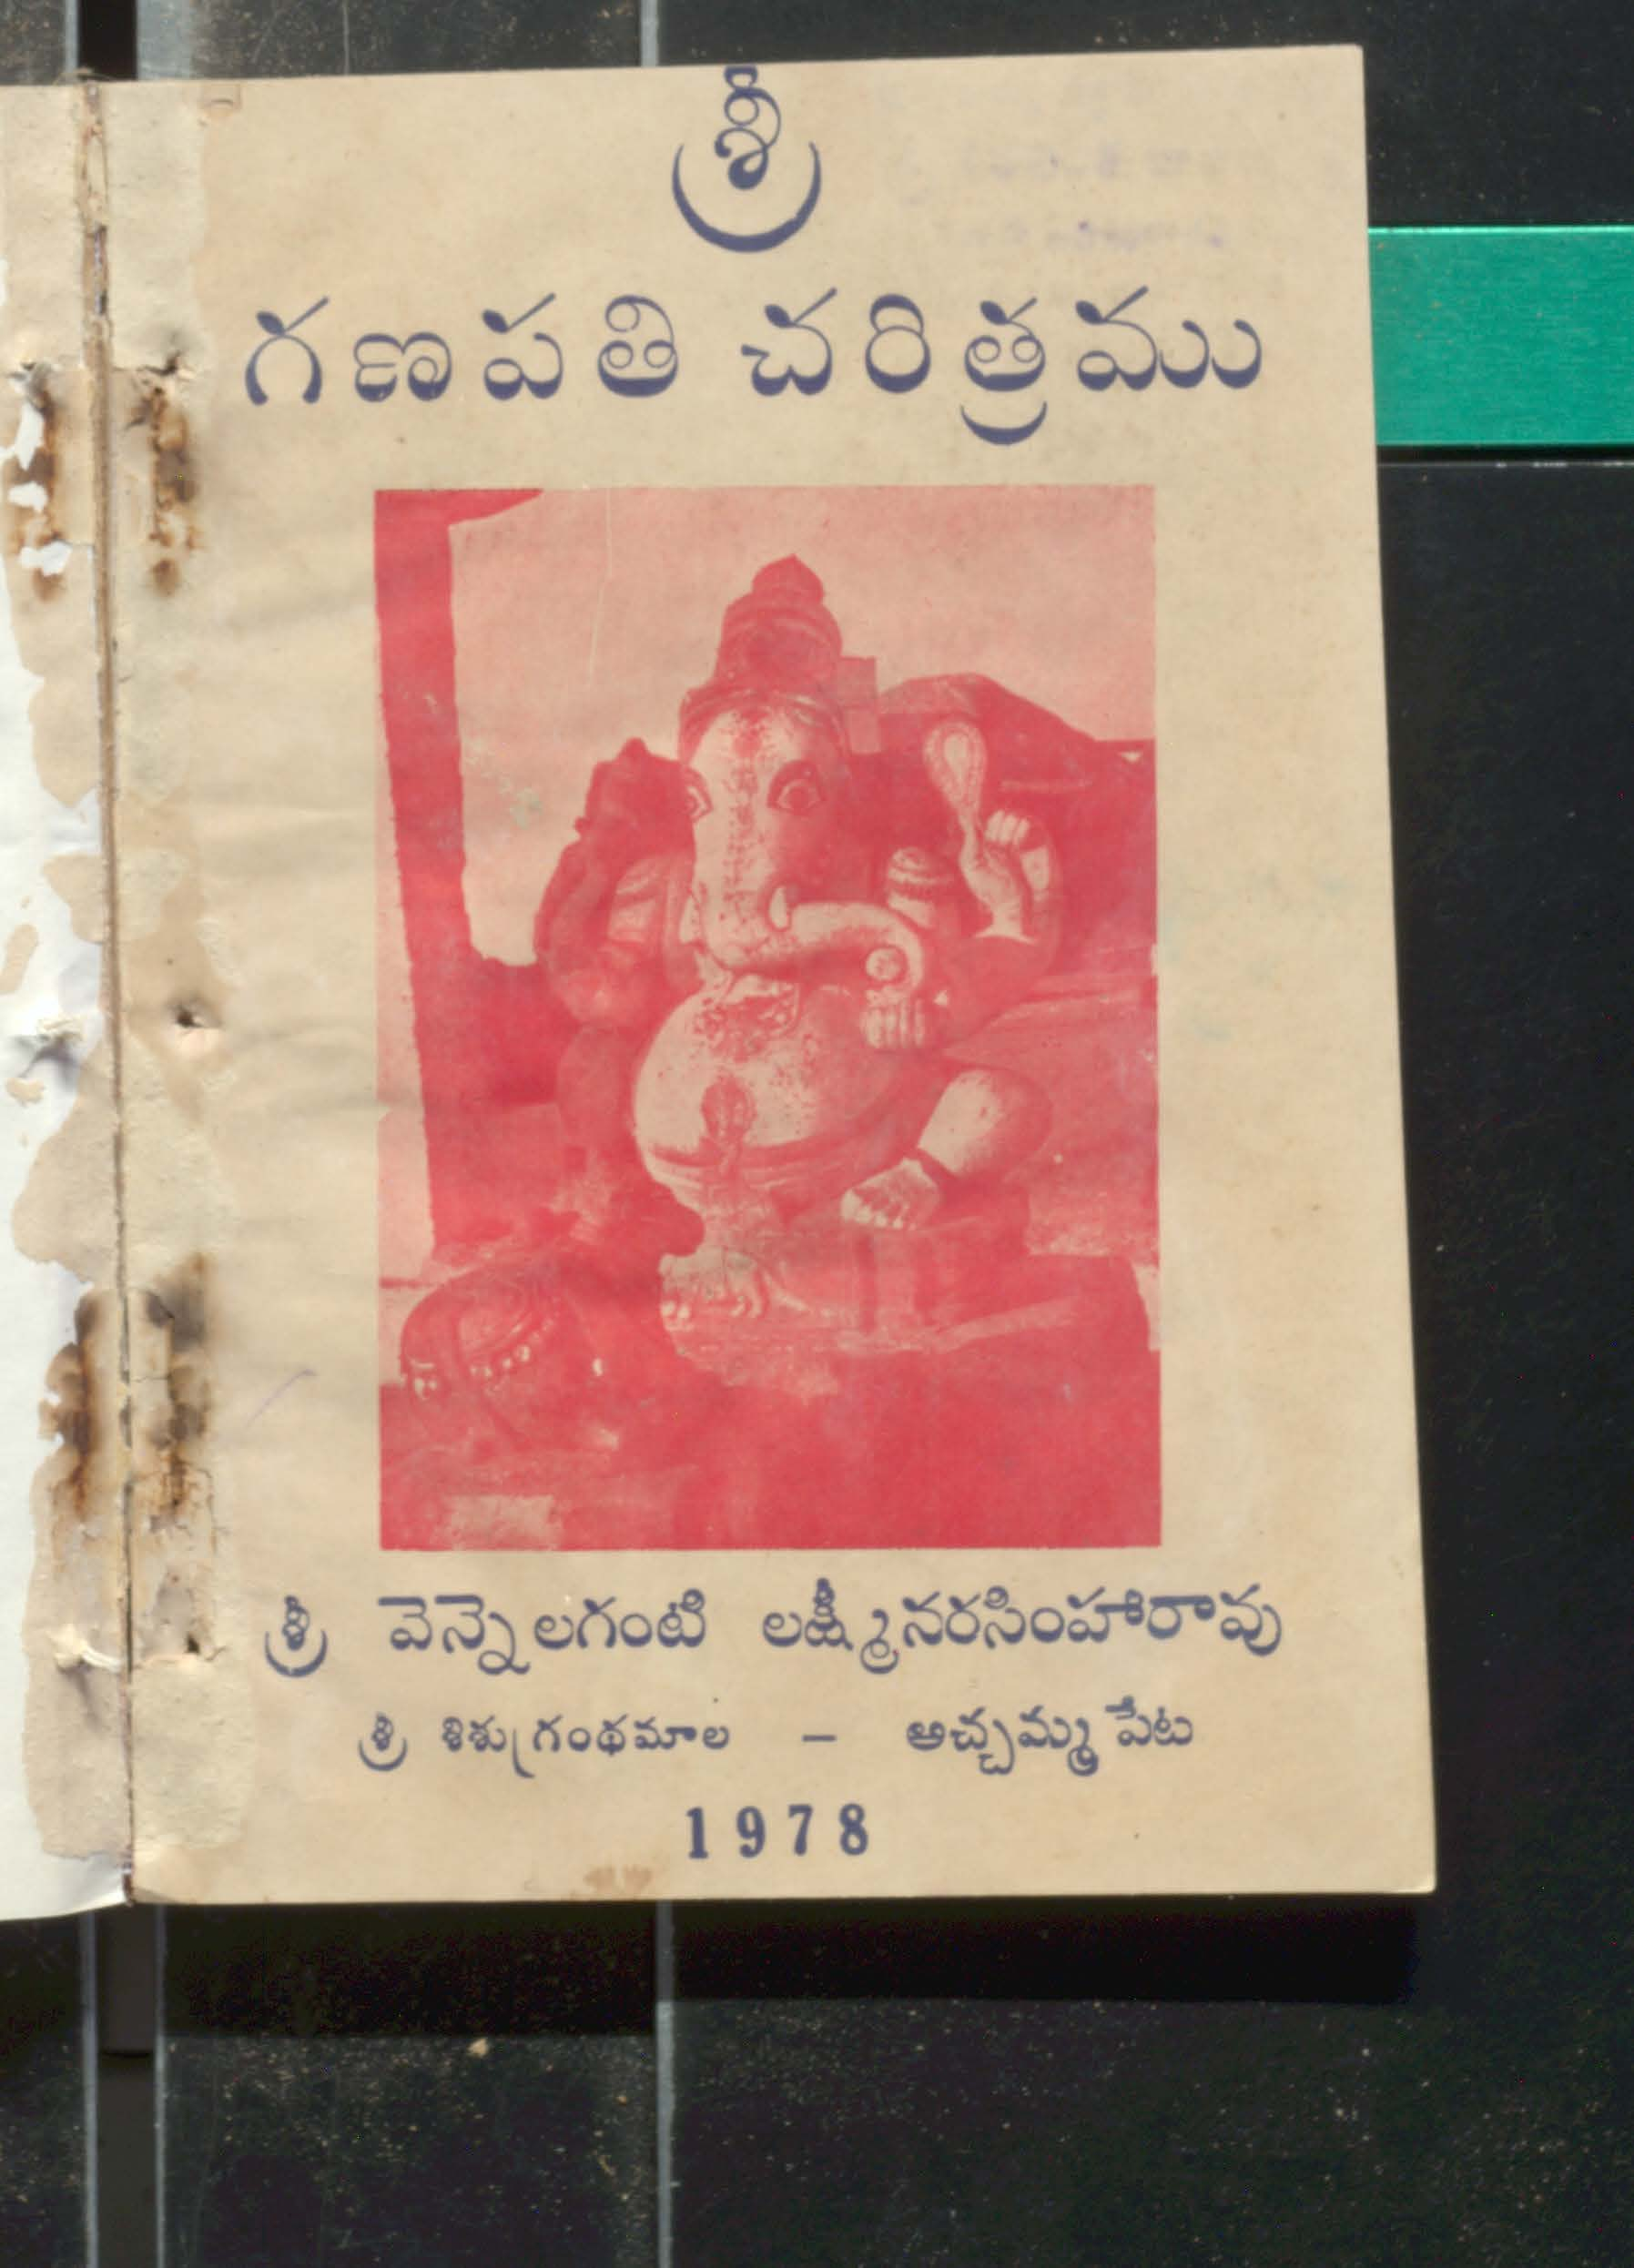 శ్రీ
గణపతి చరిత్రము
శ్రీ వెన్నెలగంటి లక్ష్మీనరసింహారావు
శ్రీ శిశుగ్రంథమాల – అచ్చమ్మపేట
1978